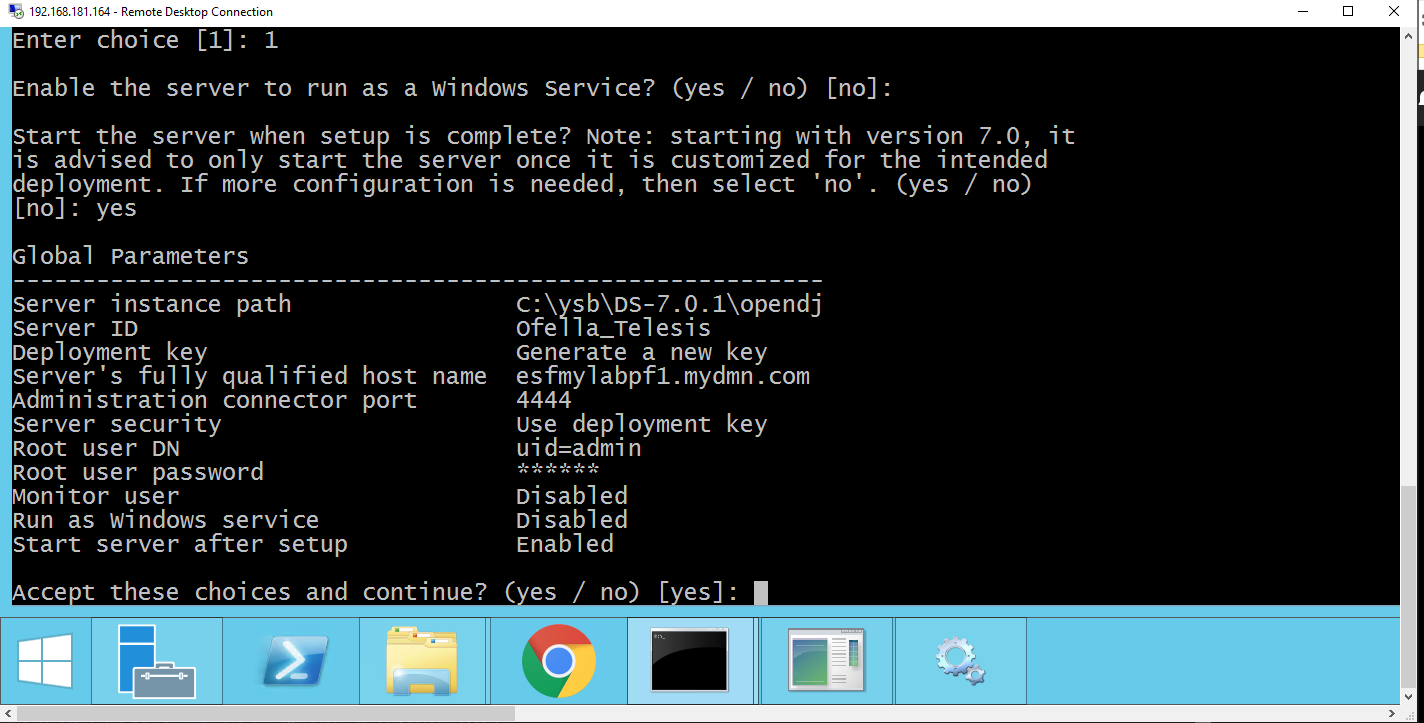 192.168.181.164 - Remote Desktop Connection
Enter choice [1]: 1
Enable the server to run as a Windows Service? (yes / no) [no]:
Start the server when setup is complete? Note: starting with version 7.0, it
is advised to only start the server once it is customized for the intended
deployment. If more configuration is needed, then select 'no'. (yes / no)
[no]: yes
Global Parameters
-----------------------------------------------------------
Server instance path C:\ysb\DS-7.0.1\opendj
Server ID Ofella_Telesis
Deployment key Generate a new key
Server's fully qualified host name esfmylabpf1.mydmn.com
Administration connector port 4444
Server security Use deployment key
Root user DN uid=admin
Root user password ******
Monitor user Disabled
Run as Windows service Disabled
Start server after setup Enabled
Accept these choices and continue? (yes / no) [yes]: